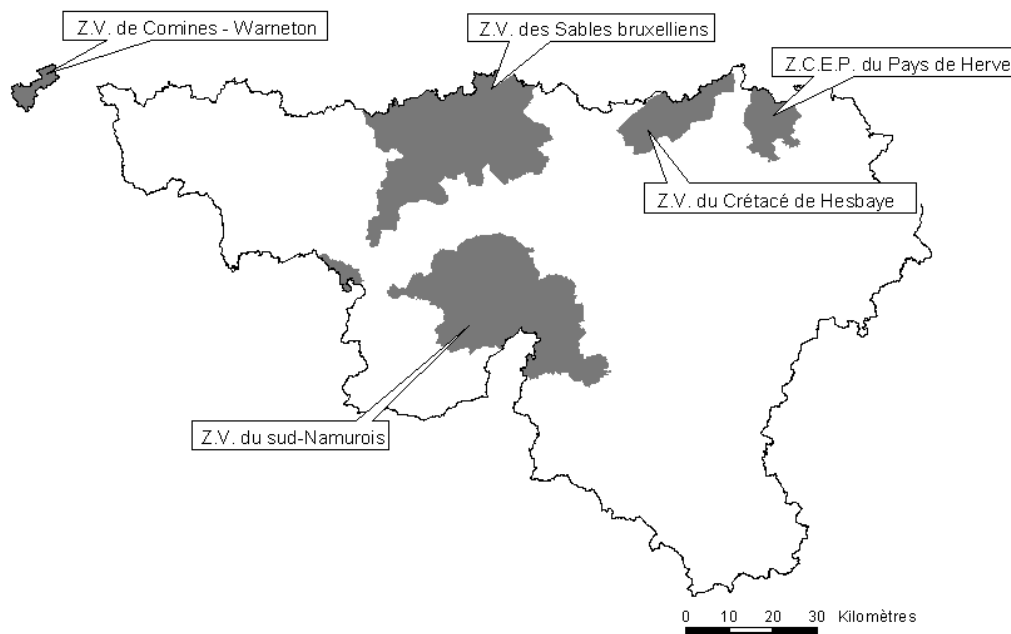 Z.V. de Comines - Warneton
Z.V. des Sables bruxelliens
Z.C.E.P. du Pays de Herve
Z.V. du Crétacé de Hesbaye
Z.V. du sud-Namurois
0 10 20 30 Kilomètres